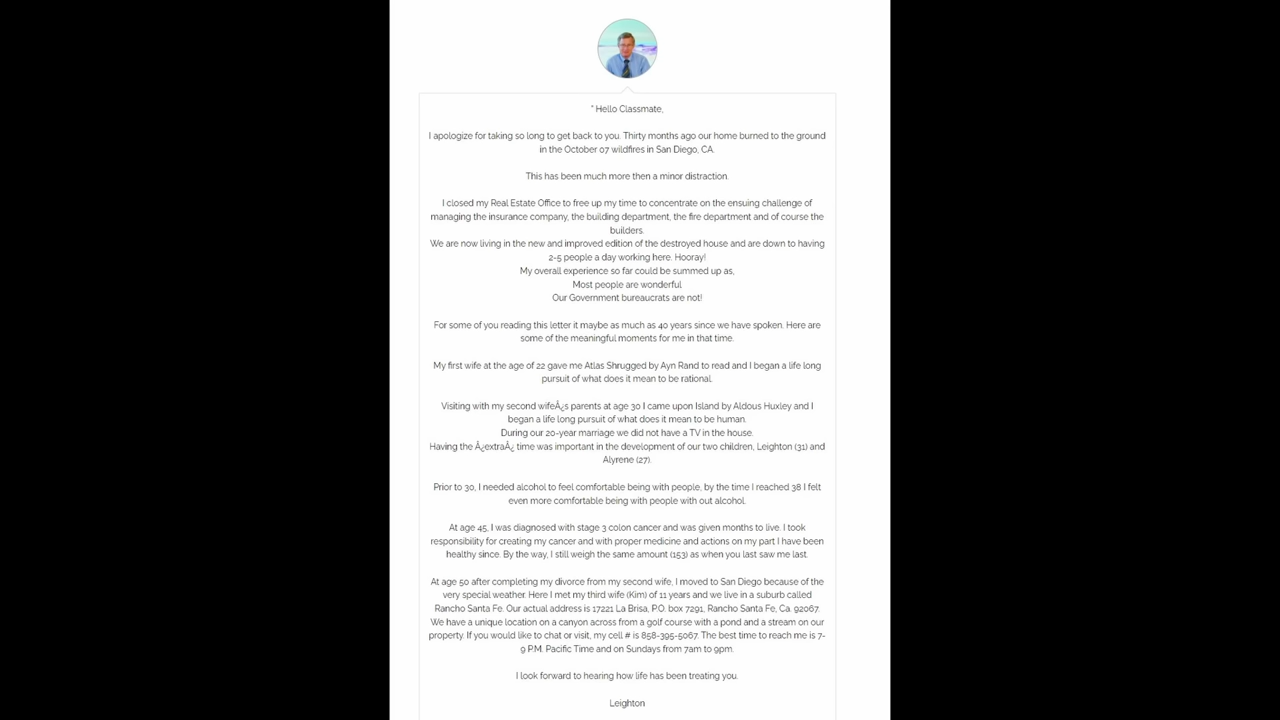 " Hello Classmate,
I apologize for taking so long to get back to you. Thirty months ago our home burned to the ground
in the October 07 wildfires in San Diego, CA.
This has been much more then a minor distraction.
I closed my Real Estate Office to free up my time to concentrate on the ensuing challenge of
managing the insurance company, the building department, the fire department and of course the
builders.
We are now living in the new and improved edition of the destroyed house and are down to having
2-5 people a day working here. Hooray!
My overall experience so far could be summed up as,
Most people are wonderful
Our Government bureaucrats are not!
For some of you reading this letter it maybe as much as 40 years since we have spoken. Here are
some of the meaningful moments for me in that time.
My first wife at the age of 22 gave me Atlas Shrugged by Ayn Rand to read and I began a life long
pursuit of what does it mean to be rational.
Visiting with my second wifeÂ¿s parents at age 30 I came upon Island by Aldous Huxley and I
began a life long pursuit of what does it mean to be human.
During our 20-year marriage we did not have a TV in the house.
Having the Â¿extraÂ¿ time was important in the development of our two children, Leighton (31) and
Alyrene (27).
Prior to 30, I needed alcohol to feel comfortable being with people, by the time I reached 38 I felt
even more comfortable being with people with out alcohol.
At age 45, I was diagnosed with stage 3 colon cancer and was given months to live. I took
responsibility for creating my cancer and with proper medicine and actions on my part I have been
healthy since. By the way, I still weigh the same amount (153) as when you last saw me last.
At age 50 after completing my divorce from my second wife, I moved to San Diego because of the
very special weather. Here I met my third wife (Kim) of 11 years and we live in a suburb called
Rancho Santa Fe. Our actual address is 17221 La Brisa, P.O. box 7291, Rancho Santa Fe, Ca. 92067.
We have a unique location on a canyon across from a golf course with a pond and a stream on our
property. If you would like to chat or visit, my cell # is 858-395-5067. The best time to reach me is 7-
9 P.M. Pacific Time and on Sundays from 7am to 9pm.
I look forward to hearing how life has been treating you.
Leighton